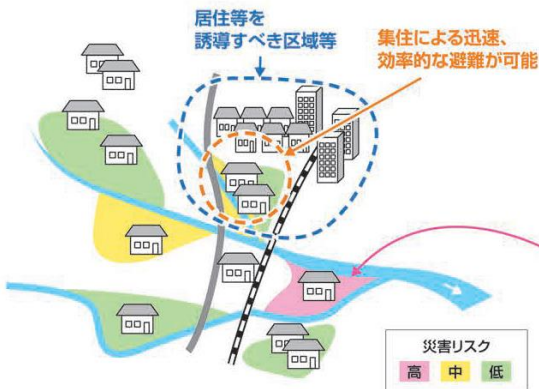 居住等を
誘導すべき区域等
集住による迅速、
効率的な避難が可能
災害リスク
高 中 低